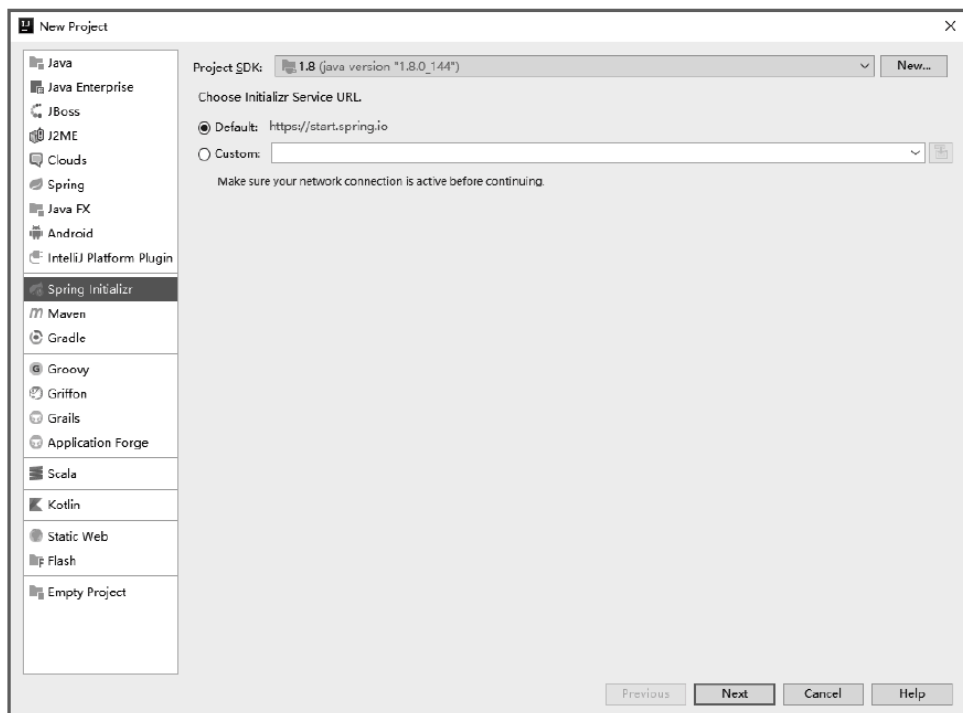 New Project
Java
Java Enterprise
JBoss
J2ME
Clouds
Spring
Java FX
Android
IntelliJ Platform Plugin
Spring Initializr
Maven
Gradle
Groovy
Griffon
Grails
Application Forge
Scala
Kotlin
Static Web
Flash
Empty Project
Project SDK: 1.8 (java version "1.8.0_144") New...
Choose Initializr Service URL.
Default: https://start.spring.io
Custom:
Make sure your network connection is active before continuing.
Previous Next Cancel Help